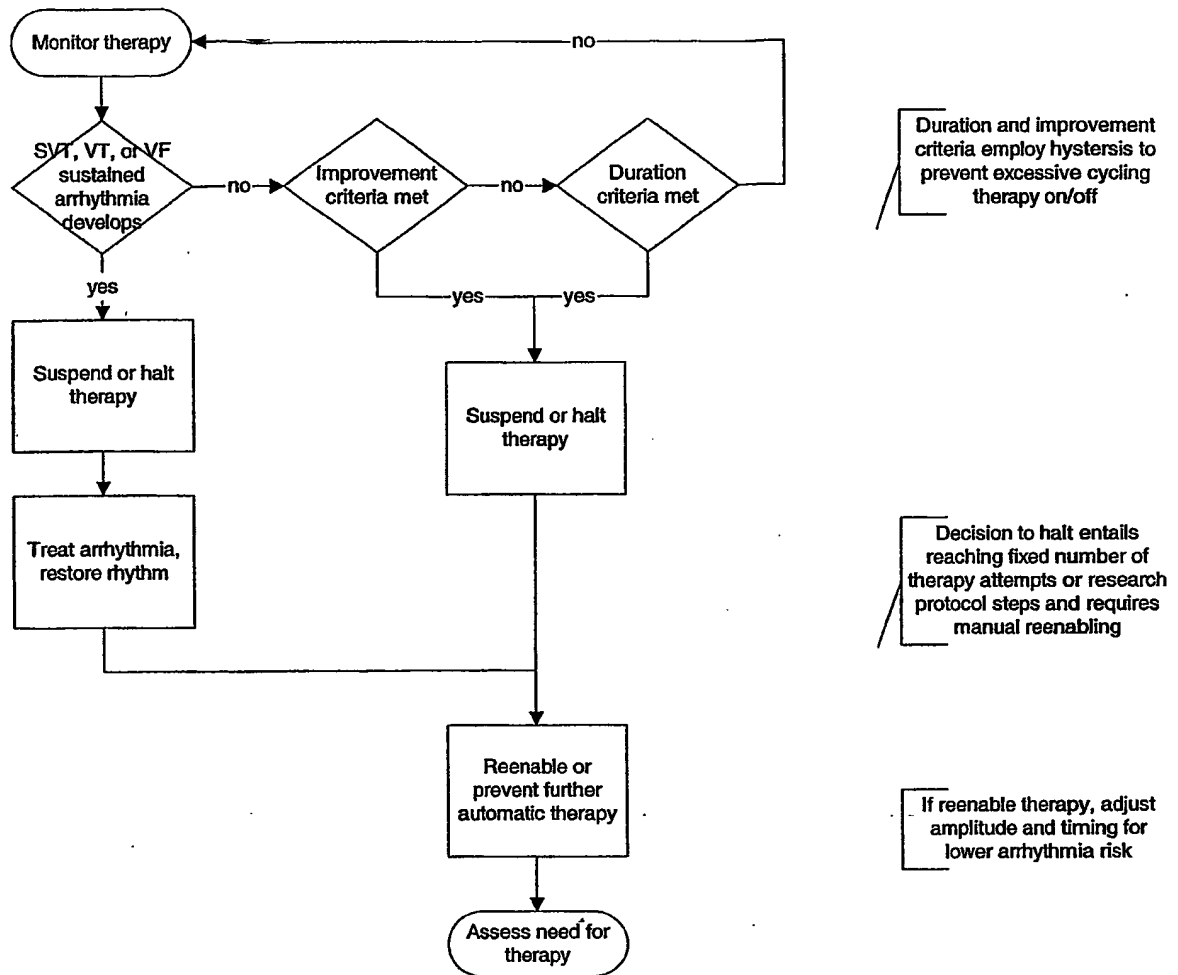 Monitor therapy
no
SVT, VT, or VF
sustained
arrhythmia
develops
no
Improvement
criteria met
no
Duration
criteria met
Duration and improvement
criteria employ hystersis to
prevent excessive cycling
therapy on/off
yes
yes
yes
Suspend or halt
therapy
Suspend or halt
therapy
Treat arrhythmia,
restore rhythm
Decision to halt entails
reaching fixed number of
therapy attempts or research
protocol steps and requires
manual reenabling
Reenable or
prevent further
automatic therapy
If reenable therapy, adjust
amplitude and timing for
lower arrhythmia risk
Assess need for
therapy